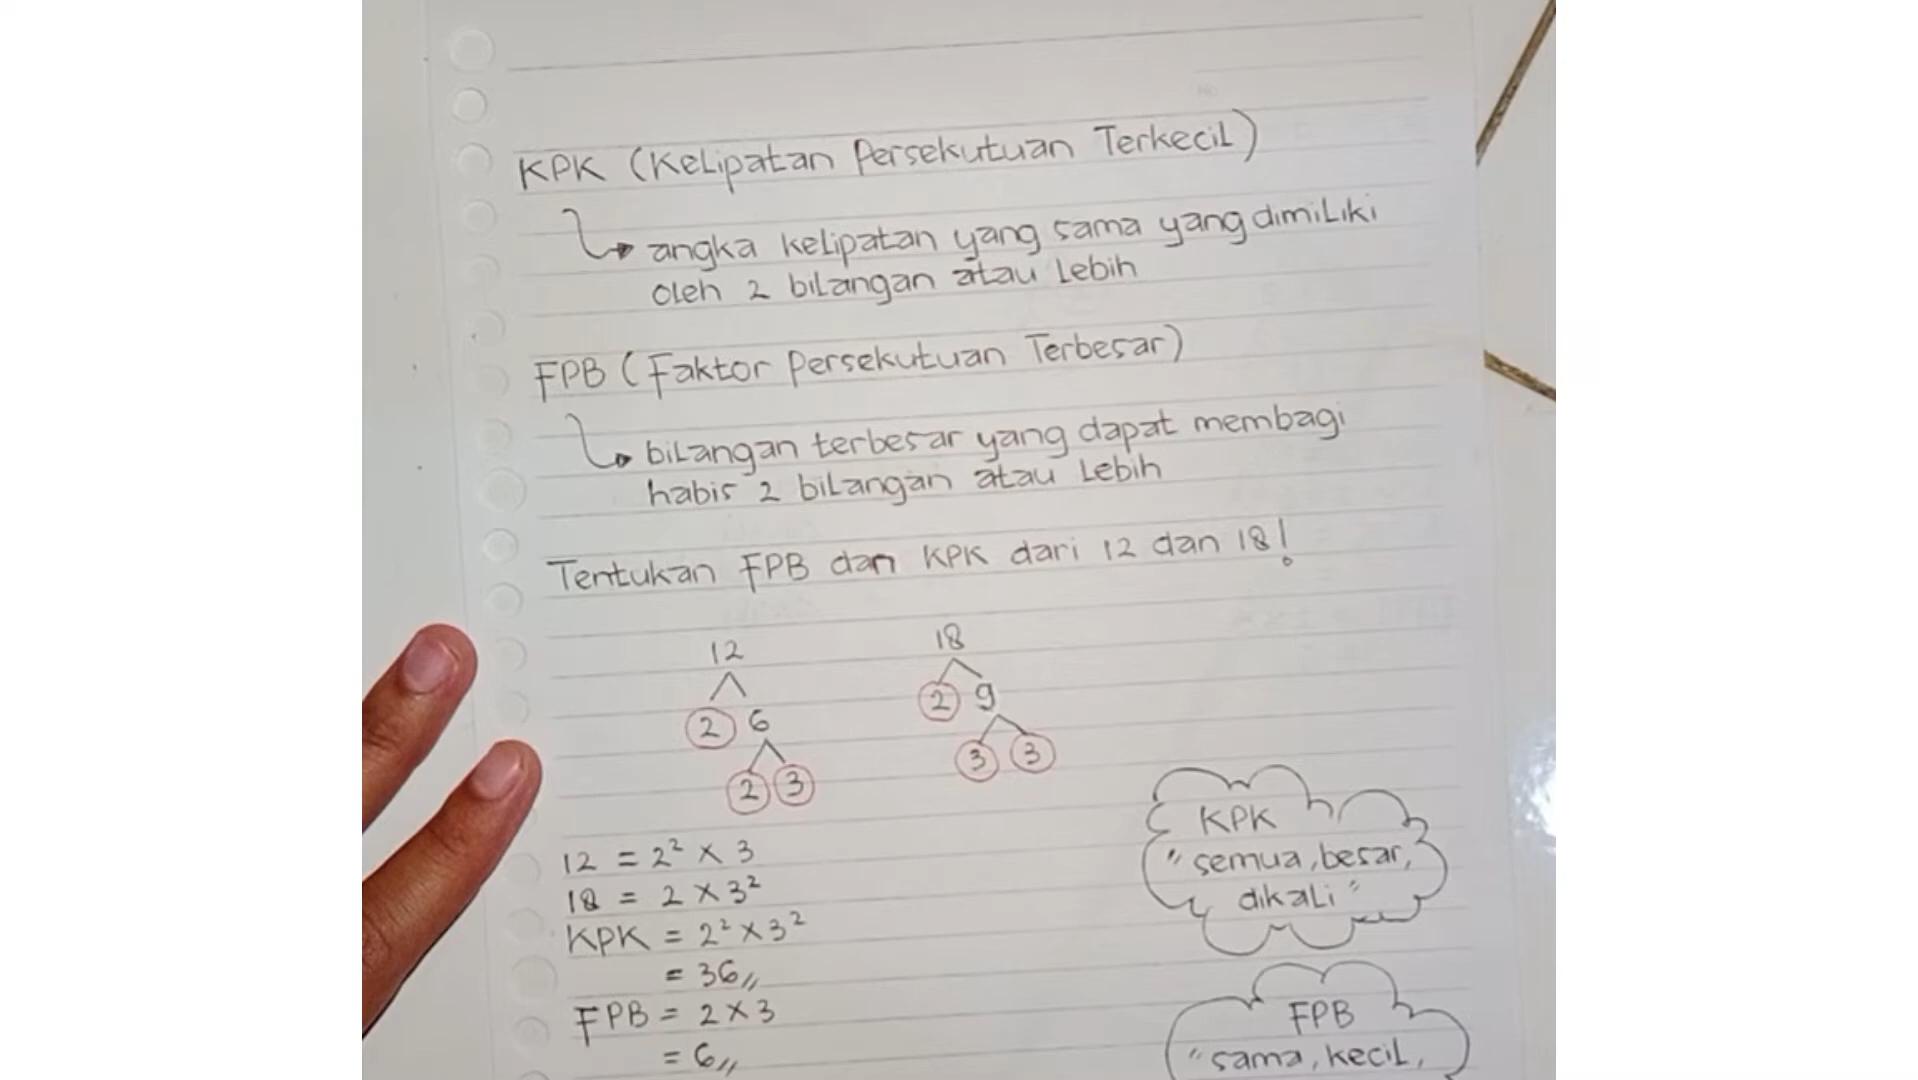 KPK (Kelipatan Persekutuan Terkecil)
angka kelipatan yang sama yang dimiliki
oleh 2 bilangan atau lebih
FPB (Faktor Persekutuan Terbesar)
bilangan terbesar yang dapat membagi
habis 2 bilangan atau lebih
Tentukan FPB dan KPK dari 12 dan 18!
12 18
2 6 2 9
2 3 3 3
12 = 2² × 3
18 = 2 × 3²
KPK = 2² × 3²
= 36,,
FPB = 2 × 3
= 6,,
KPK
"semua, besar,
dikali"
FPB
"sama, kecil,